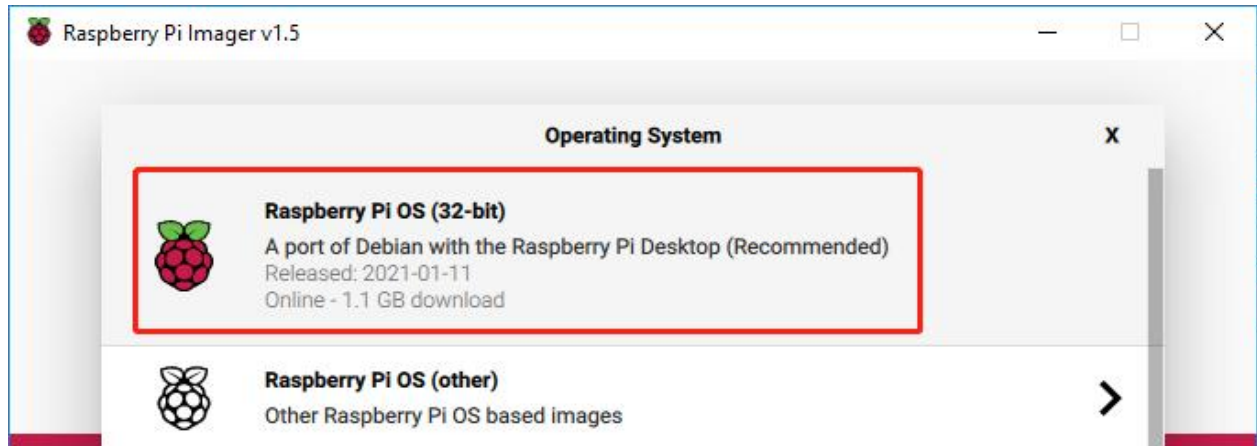 Raspberry Pi Imager v1.5
Operating System
X
Raspberry Pi OS (32-bit)
A port of Debian with the Raspberry Pi Desktop (Recommended)
Released: 2021-01-11
Online - 1.1 GB download
Raspberry Pi OS (other)
Other Raspberry Pi OS based images